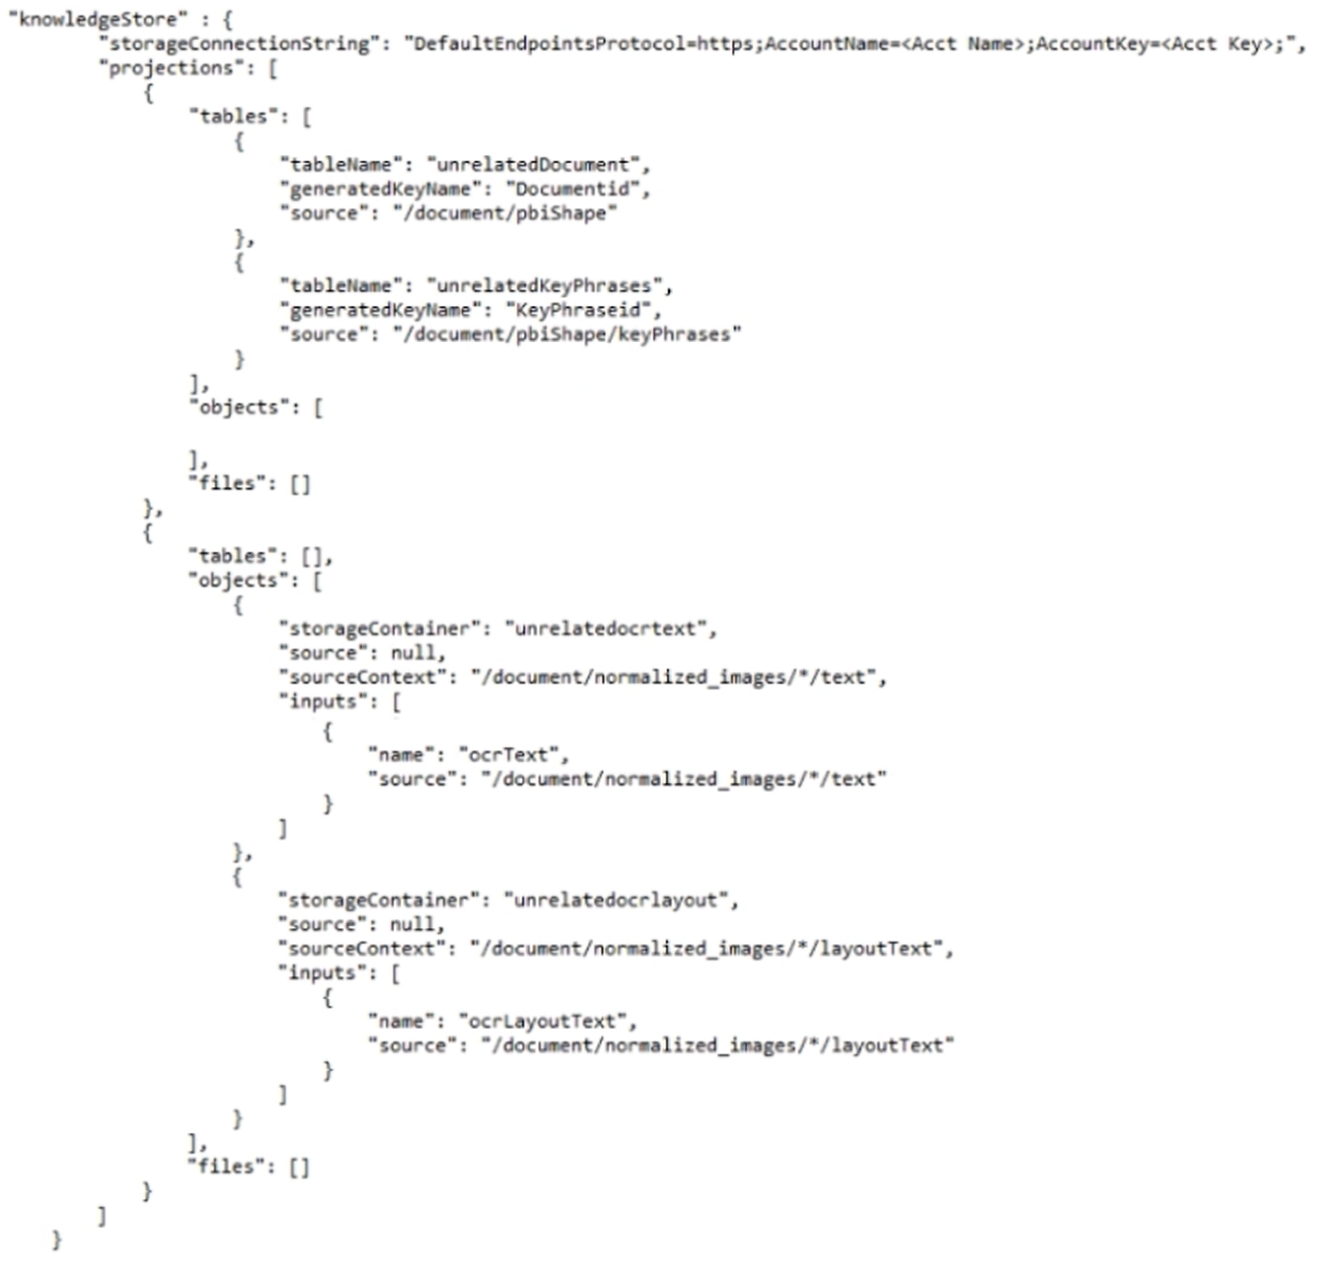 "knowledgeStore" : {
"storageConnectionString": "DefaultEndpointsProtocol=https;AccountName=<Acct Name>;AccountKey=<Acct Key>;",
"projections": [
{
"tables": [
{
"tableName": "unrelatedDocument",
"generatedKeyName": "Documentid",
"source": "/document/pbiShape"
},
{
"tableName": "unrelatedKeyPhrases",
"generatedKeyName": "KeyPhraseid",
"source": "/document/pbiShape/keyPhrases"
}
],
"objects": [
],
"files": []
},
{
"tables": [],
"objects": [
{
"storageContainer": "unrelatedocrtext",
"source": null,
"sourceContext": "/document/normalized_images/*/text",
"inputs": [
{
"name": "ocrText",
"source": "/document/normalized_images/*/text"
}
]
},
{
"storageContainer": "unrelatedocrlayout",
"source": null,
"sourceContext": "/document/normalized_images/*/layoutText",
"inputs": [
{
"name": "ocrLayoutText",
"source": "/document/normalized_images/*/layoutText"
}
]
}
],
"files": []
}
]
}